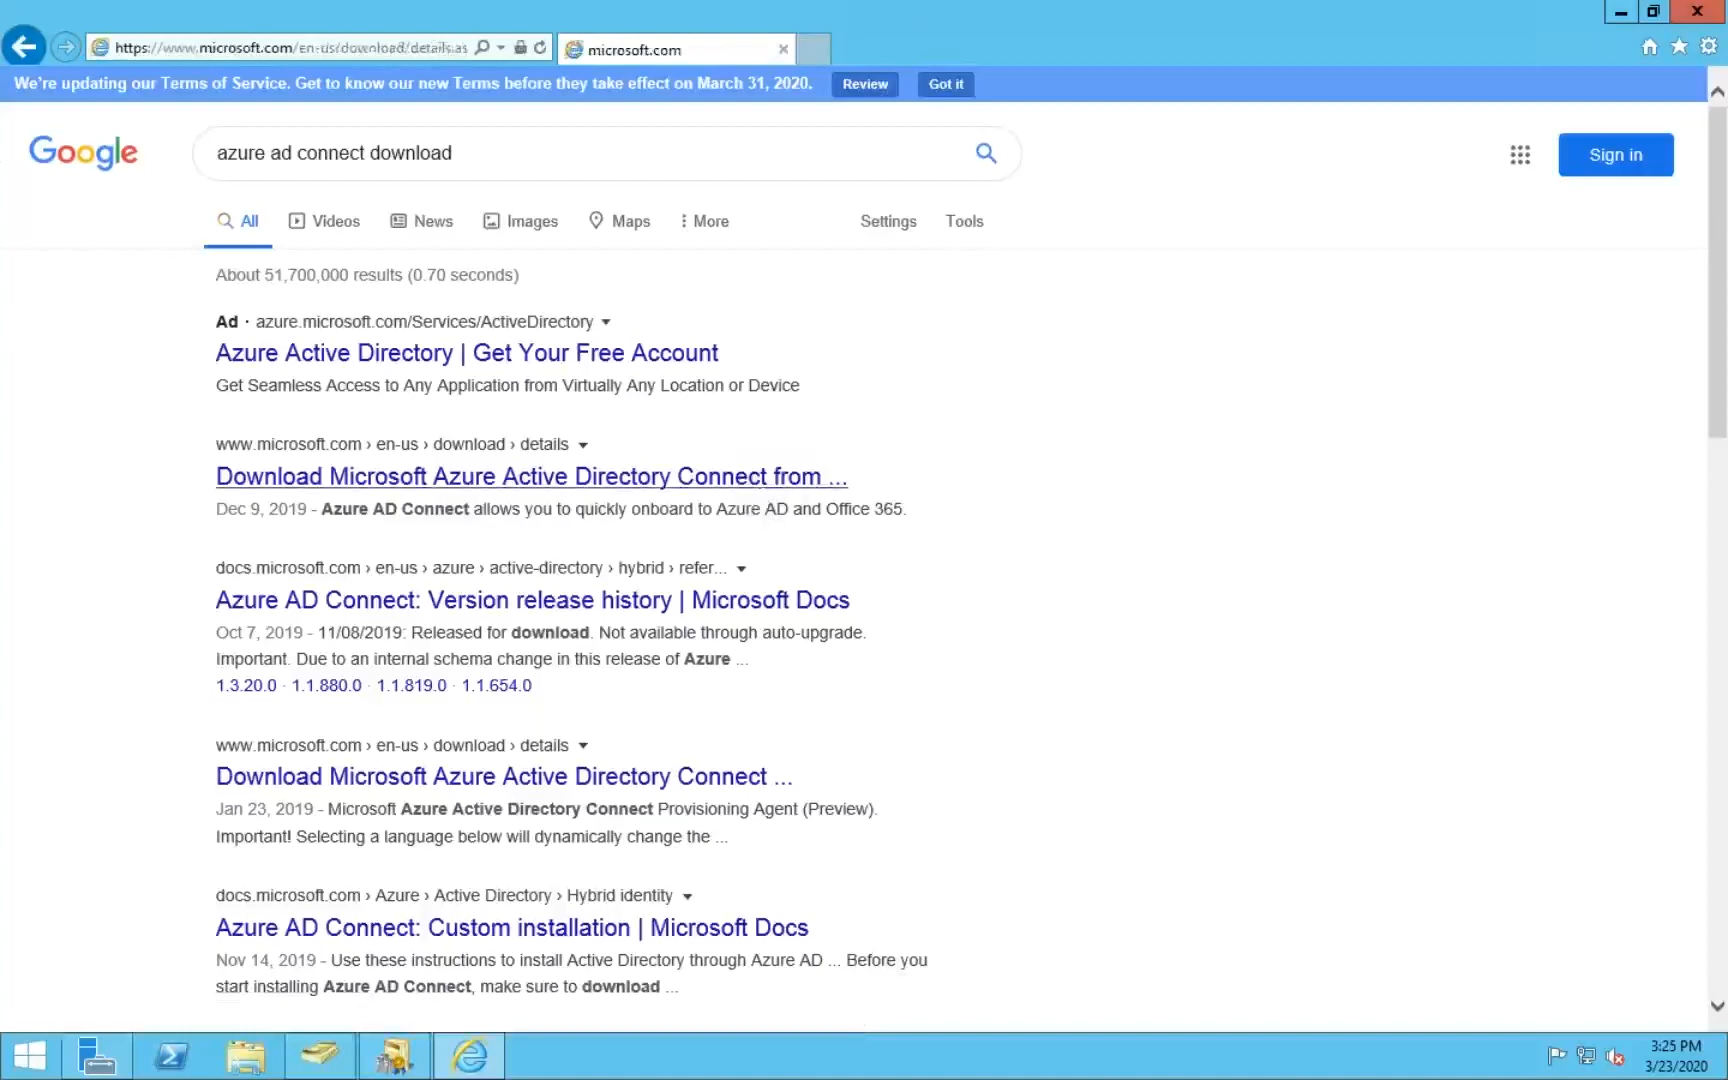 https://www.microsoft.com/en-us/download/details.as
microsoft.com
We're updating our Terms of Service. Get to know our new Terms before they take effect on March 31, 2020.
Review
Got it
Google
azure ad connect download
Sign in
All
Videos
News
Images
Maps
More
Settings
Tools
About 51,700,000 results (0.70 seconds)
Ad · azure.microsoft.com/Services/ActiveDirectory
Azure Active Directory | Get Your Free Account
Get Seamless Access to Any Application from Virtually Any Location or Device
www.microsoft.com › en-us › download › details
Download Microsoft Azure Active Directory Connect from ...
Dec 9, 2019 - Azure AD Connect allows you to quickly onboard to Azure AD and Office 365.
docs.microsoft.com › en-us › azure › active-directory › hybrid › refer...
Azure AD Connect: Version release history | Microsoft Docs
Oct 7, 2019 - 11/08/2019: Released for download. Not available through auto-upgrade.
Important. Due to an internal schema change in this release of Azure ...
1.3.20.0 · 1.1.880.0 · 1.1.819.0 · 1.1.654.0
www.microsoft.com › en-us › download › details
Download Microsoft Azure Active Directory Connect ...
Jan 23, 2019 - Microsoft Azure Active Directory Connect Provisioning Agent (Preview).
Important! Selecting a language below will dynamically change the ...
docs.microsoft.com › Azure › Active Directory › Hybrid identity
Azure AD Connect: Custom installation | Microsoft Docs
Nov 14, 2019 - Use these instructions to install Active Directory through Azure AD ... Before you
start installing Azure AD Connect, make sure to download ...
3:25 PM
3/23/2020